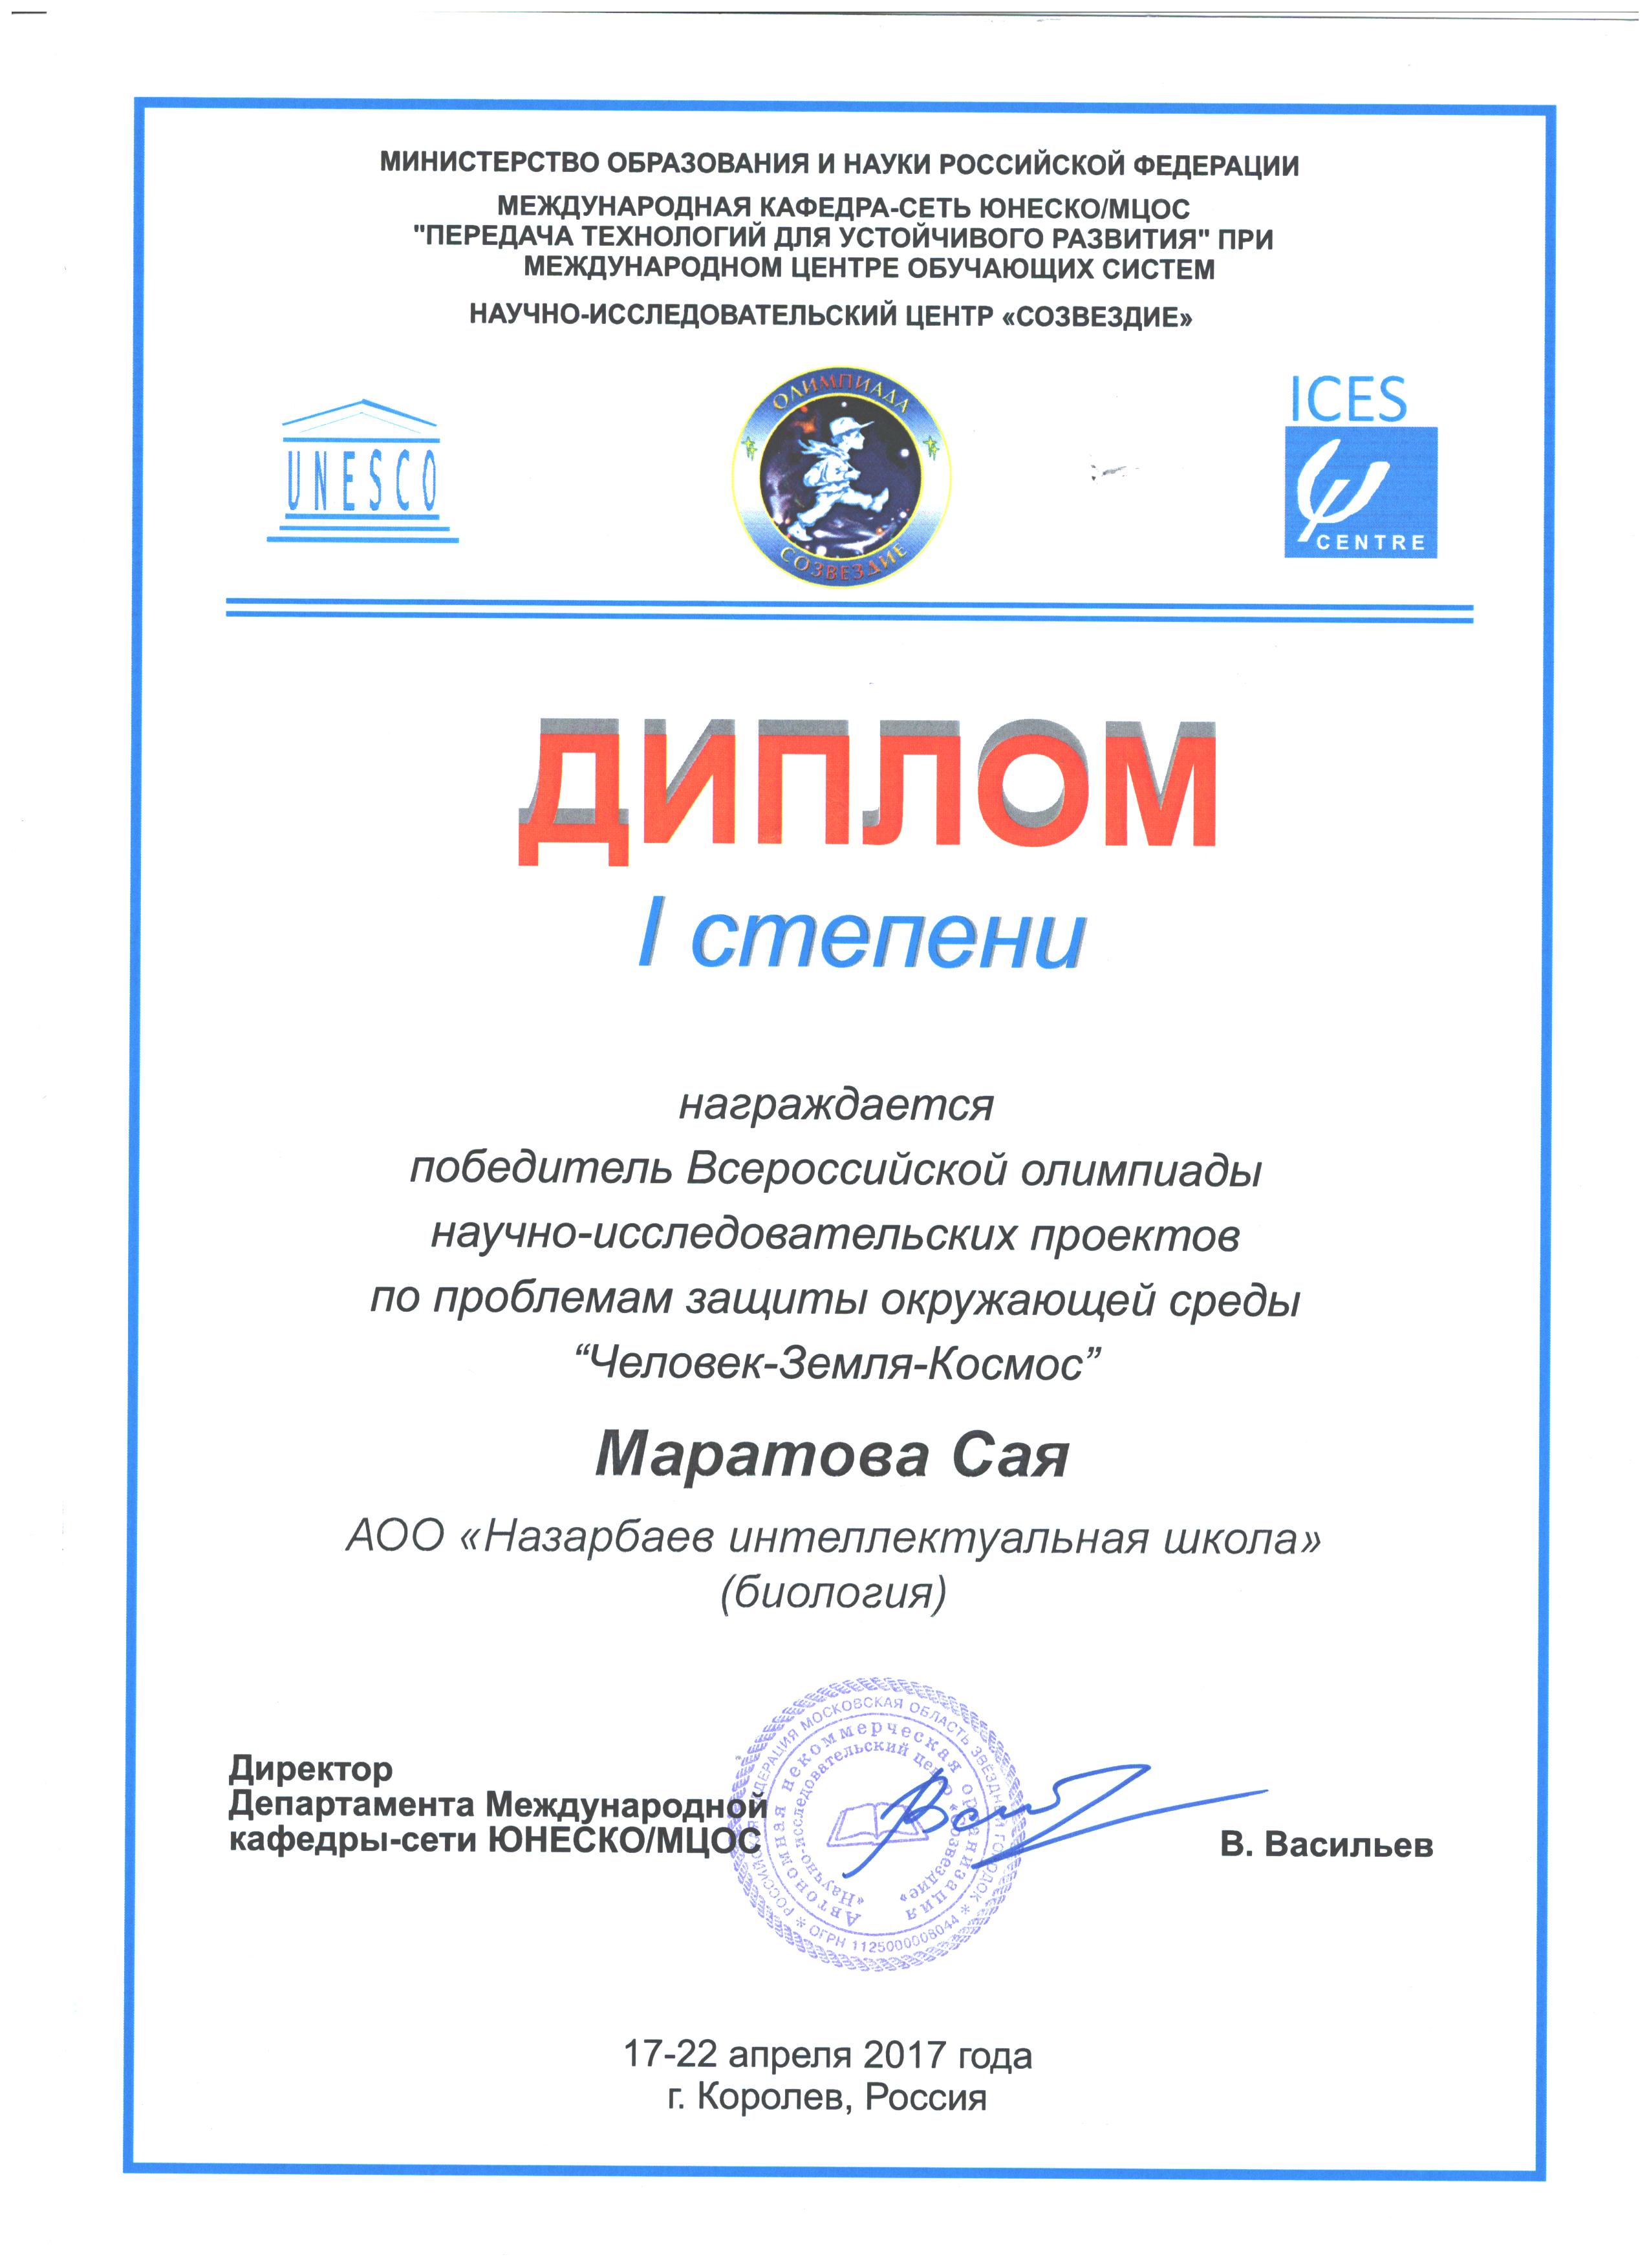 МИНИСТЕРСТВО ОБРАЗОВАНИЯ И НАУКИ РОССИЙСКОЙ ФЕДЕРАЦИИ
МЕЖДУНАРОДНАЯ КАФЕДРА-СЕТЬ ЮНЕСКО/МЦОС
"ПЕРЕДАЧА ТЕХНОЛОГИЙ ДЛЯ УСТОЙЧИВОГО РАЗВИТИЯ" ПРИ
МЕЖДУНАРОДНОМ ЦЕНТРЕ ОБУЧАЮЩИХ СИСТЕМ
НАУЧНО-ИССЛЕДОВАТЕЛЬСКИЙ ЦЕНТР «СОЗВЕЗДИЕ»
UNESCO
ОЛИМПИАДА
СОЗВЕЗДИЕ
ICES
CENTRE
ДИПЛОМ
I степени
награждается
победитель Всероссийской олимпиады
научно-исследовательских проектов
по проблемам защиты окружающей среды
“Человек-Земля-Космос”
Маратова Сая
АОО «Назарбаев интеллектуальная школа»
(биология)
Директор
Департамента Международной
кафедры-сети ЮНЕСКО/МЦОС
В. Васильев
РОССИЙСКАЯ ФЕДЕРАЦИЯ МОСКОВСКАЯ ОБЛАСТЬ ЗВЁЗДНЫЙ ГОРОДОК * ОГРН 1125000008044 *
Автономная некоммерческая организация
«Научно-исследовательский центр «Созвездие»
17-22 апреля 2017 года
г. Королев, Россия